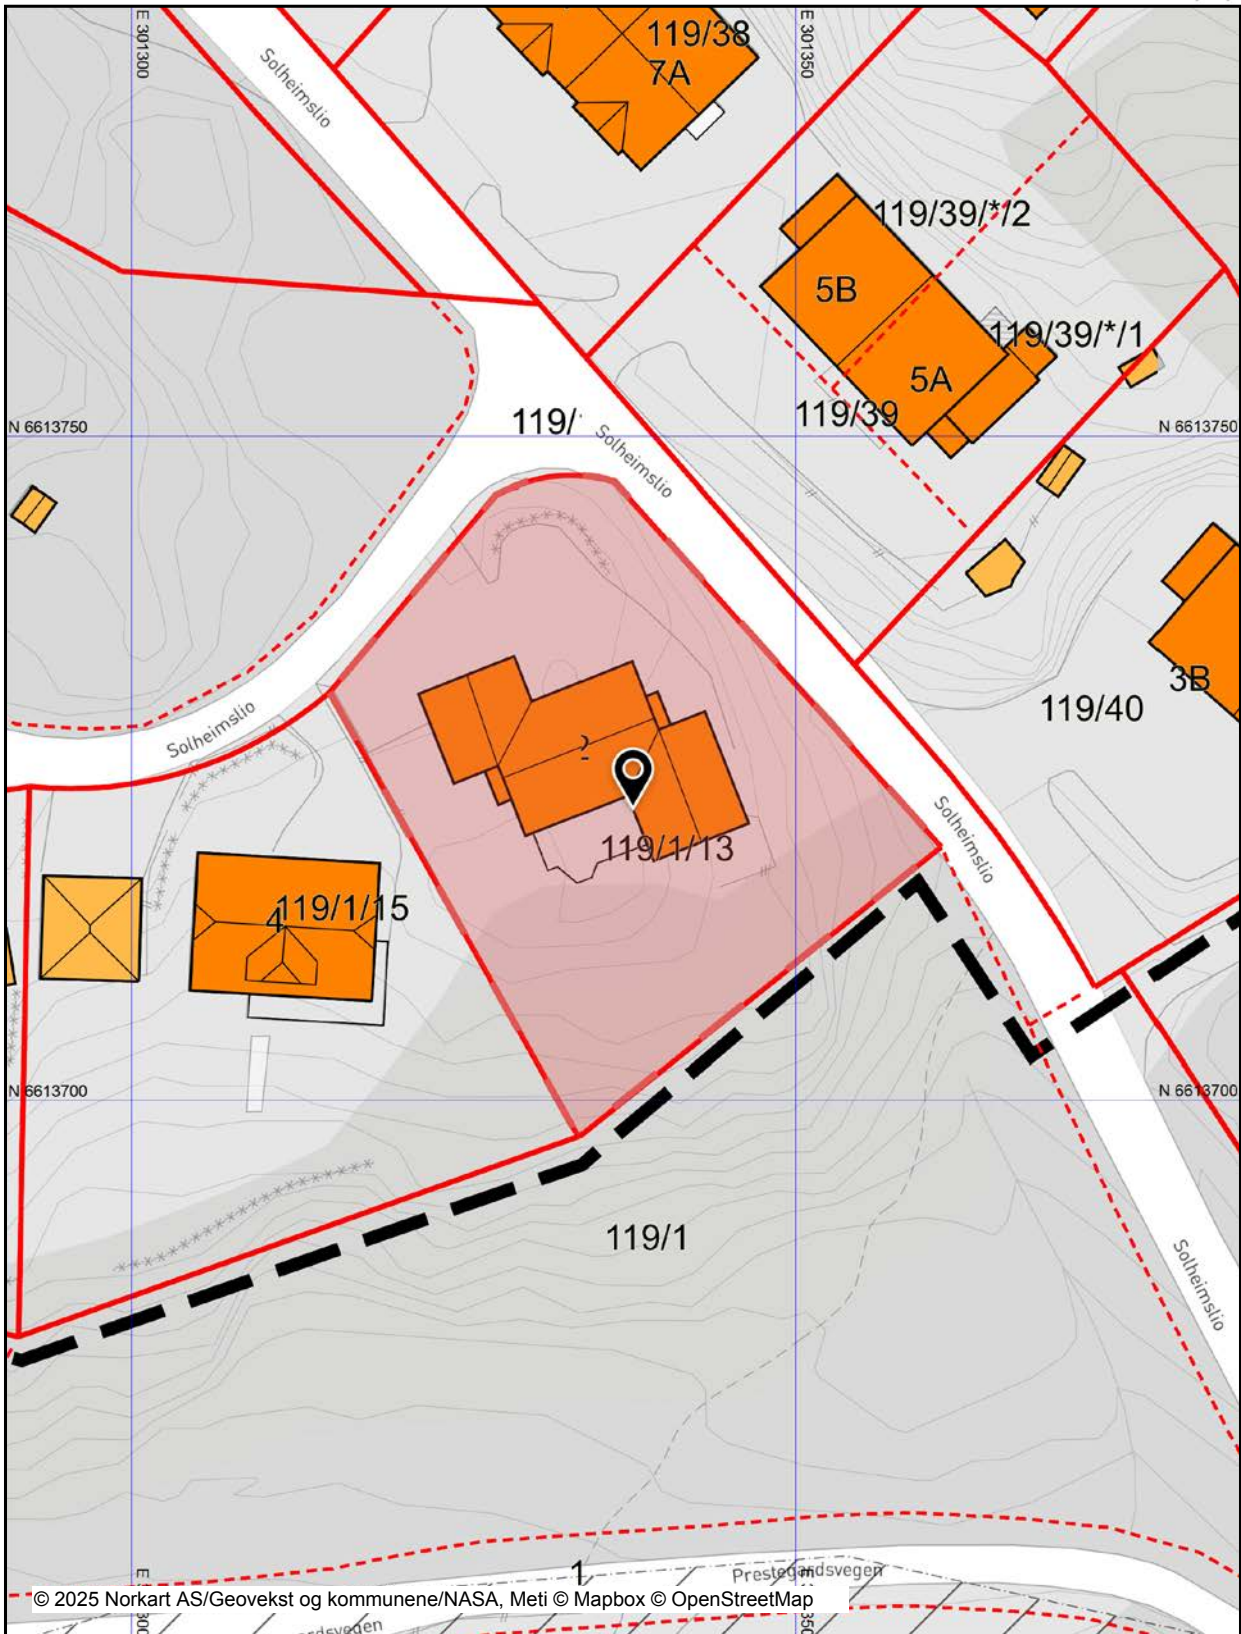 E 301300
Solheimslio
119/38
7A
E 301350
119/39/*/2
5B
119/39/*/1
5A
119/39
119/
Solheimslio
N 6613750
N 6613750
3B
119/40
Solheimslio
2
119/1/13
Solheimslio
119/1/15
4
N 6613700
N 6613700
119/1
Solheimslio
1
Prestegardsvegen
© 2025 Norkart AS/Geovekst og kommunene/NASA, Meti © Mapbox © OpenStreetMap